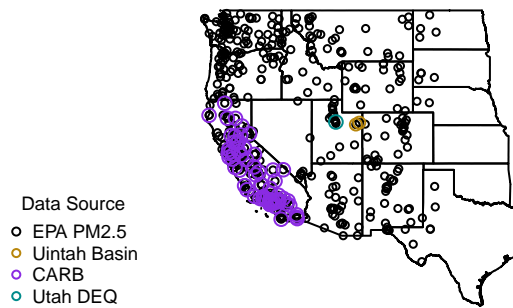 Data Source
EPA PM2.5
Uintah Basin
CARB
Utah DEQ